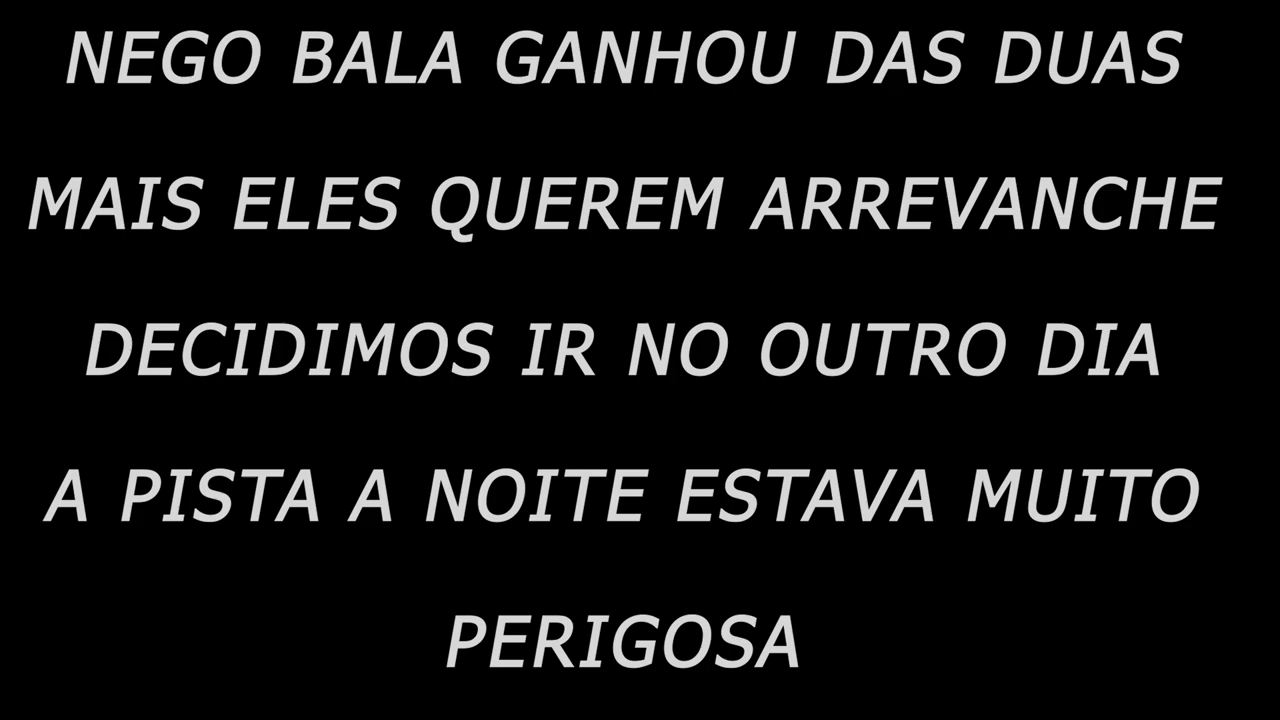 NEGO BALA GANHOU DAS DUAS
MAIS ELES QUEREM ARREVANCHE
DECIDIMOS IR NO OUTRO DIA
A PISTA A NOITE ESTAVA MUITO
PERIGOSA